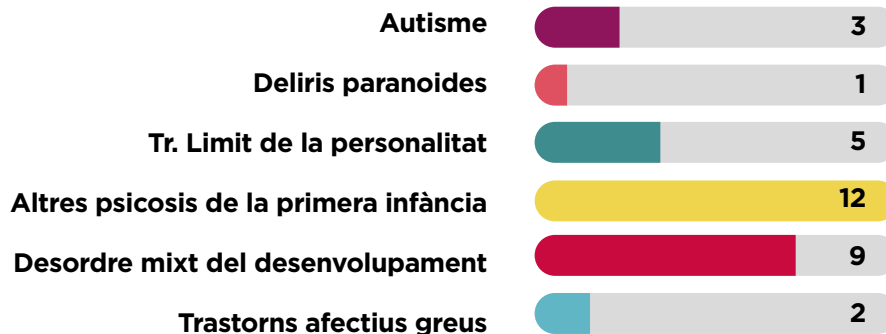 Autisme 3
Deliris paranoides 1
Tr. Limit de la personalitat 5
Altres psicosis de la primera infància 12
Desordre mixt del desenvolupament 9
Trastorns afectius greus 2